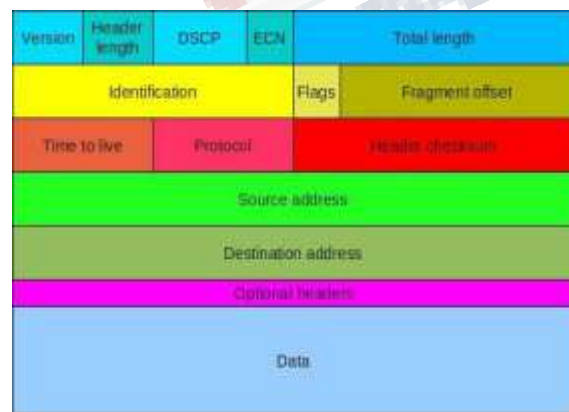 Version
Header
length
DSCP
ECN
Total length
Identification
Flags
Fragment offset
Time to live
Protocol
Header checksum
Source address
Destination address
Optional headers
Data